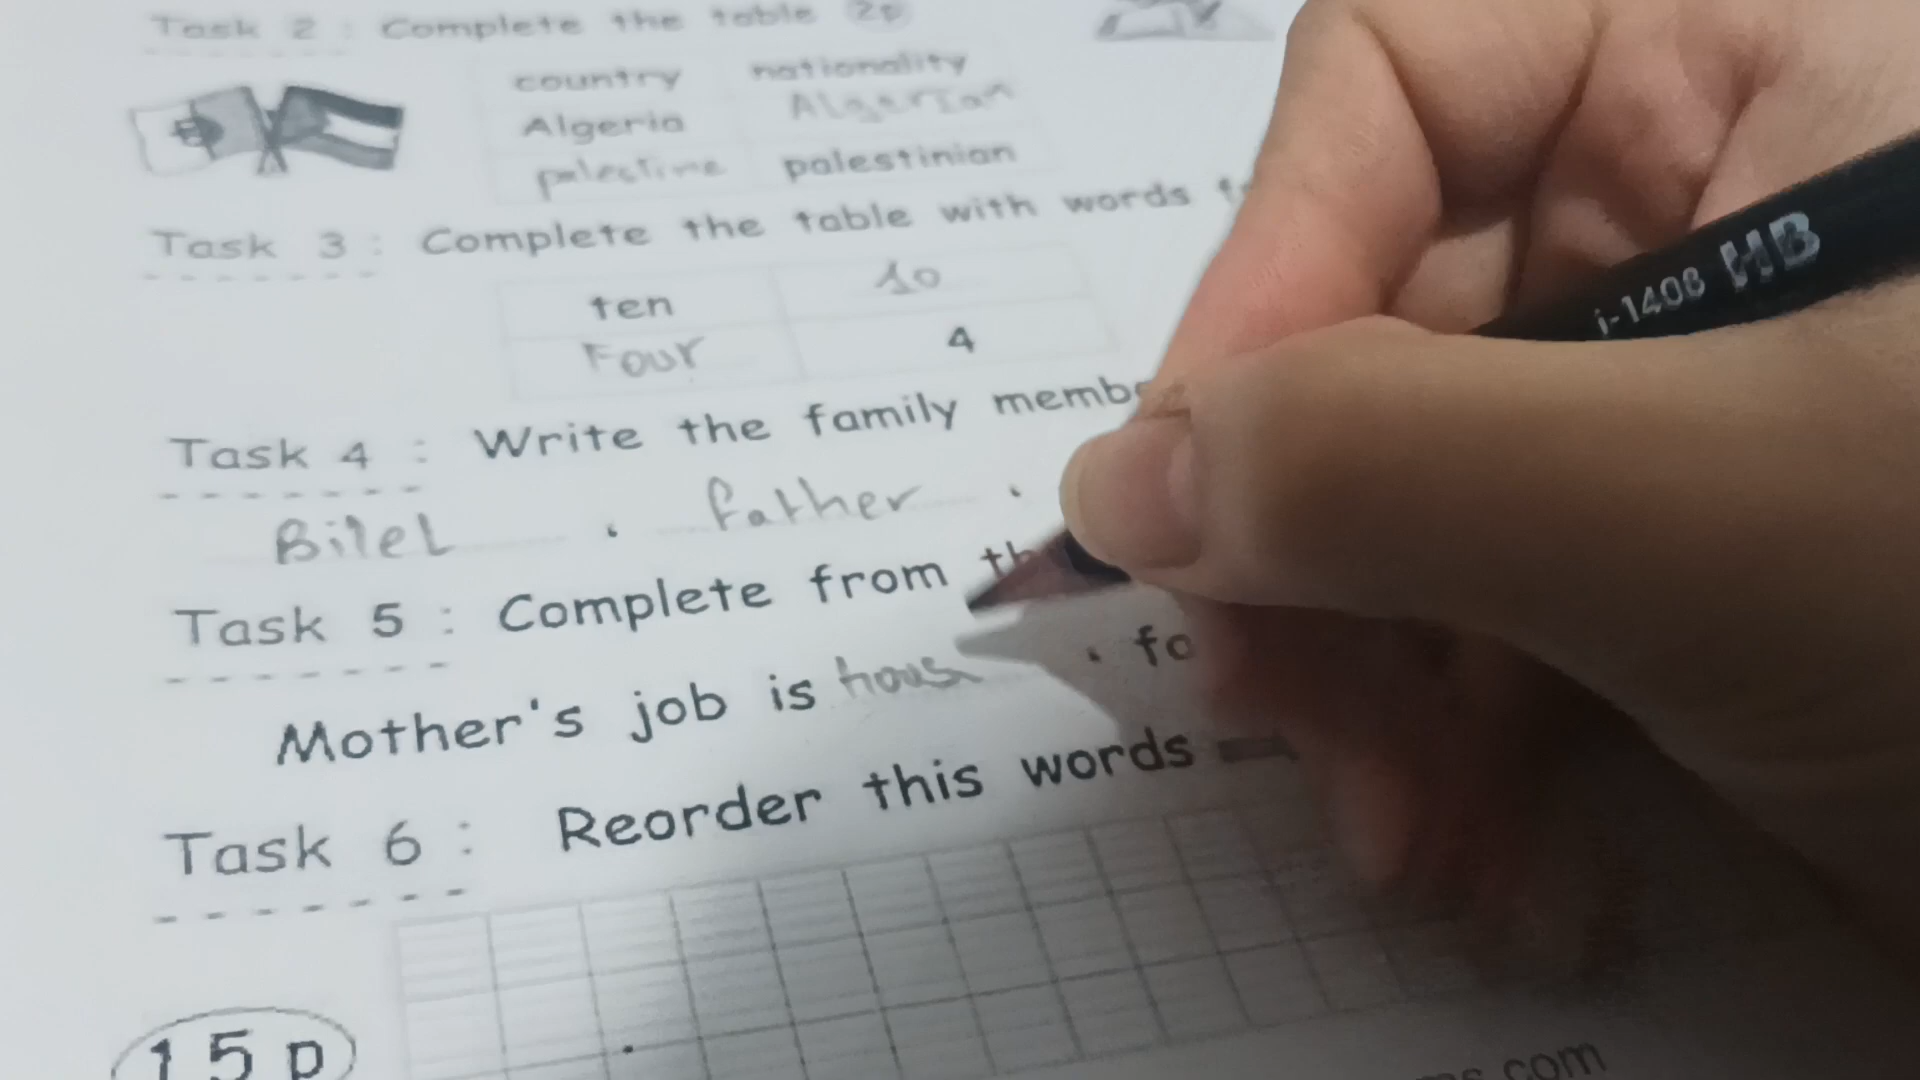 Task 2 : Complete the table 2p
country nationality
Algeria Algerian
palestine palestinian
Task 3 : Complete the table with words
ten 10
Four 4
Task 4 : Write the family
Bilel . father .
Task 5 : Complete from
Mother's job is hous .
Task 6 : Reorder this words
15 p
i-1408 HB